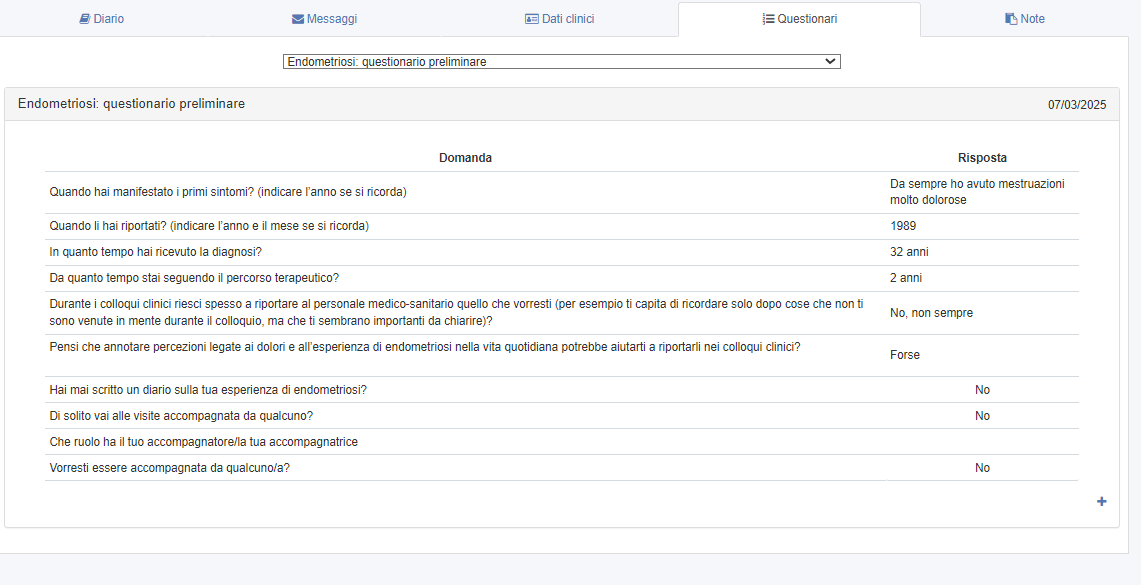 Diario
Messaggi
Dati clinici
Questionari
Note
Endometriosi: questionario preliminare
Endometriosi: questionario preliminare
07/03/2025
Domanda
Risposta
Quando hai manifestato i primi sintomi? (indicare l'anno se si ricorda)
Da sempre ho avuto mestruazioni
molto dolorose
Quando li hai riportati? (indicare l'anno e il mese se si ricorda)
1989
In quanto tempo hai ricevuto la diagnosi?
32 anni
Da quanto tempo stai seguendo il percorso terapeutico?
2 anni
Durante i colloqui clinici riesci spesso a riportare al personale medico-sanitario quello che vorresti (per esempio ti capita di ricordare solo dopo cose che non ti
sono venute in mente durante il colloquio, ma che ti sembrano importanti da chiarire)?
No, non sempre
Pensi che annotare percezioni legate ai dolori e all'esperienza di endometriosi nella vita quotidiana potrebbe aiutarti a riportarli nei colloqui clinici?
Forse
Hai mai scritto un diario sulla tua esperienza di endometriosi?
No
Di solito vai alle visite accompagnata da qualcuno?
No
Che ruolo ha il tuo accompagnatore/la tua accompagnatrice
Vorresti essere accompagnata da qualcuno/a?
No
+